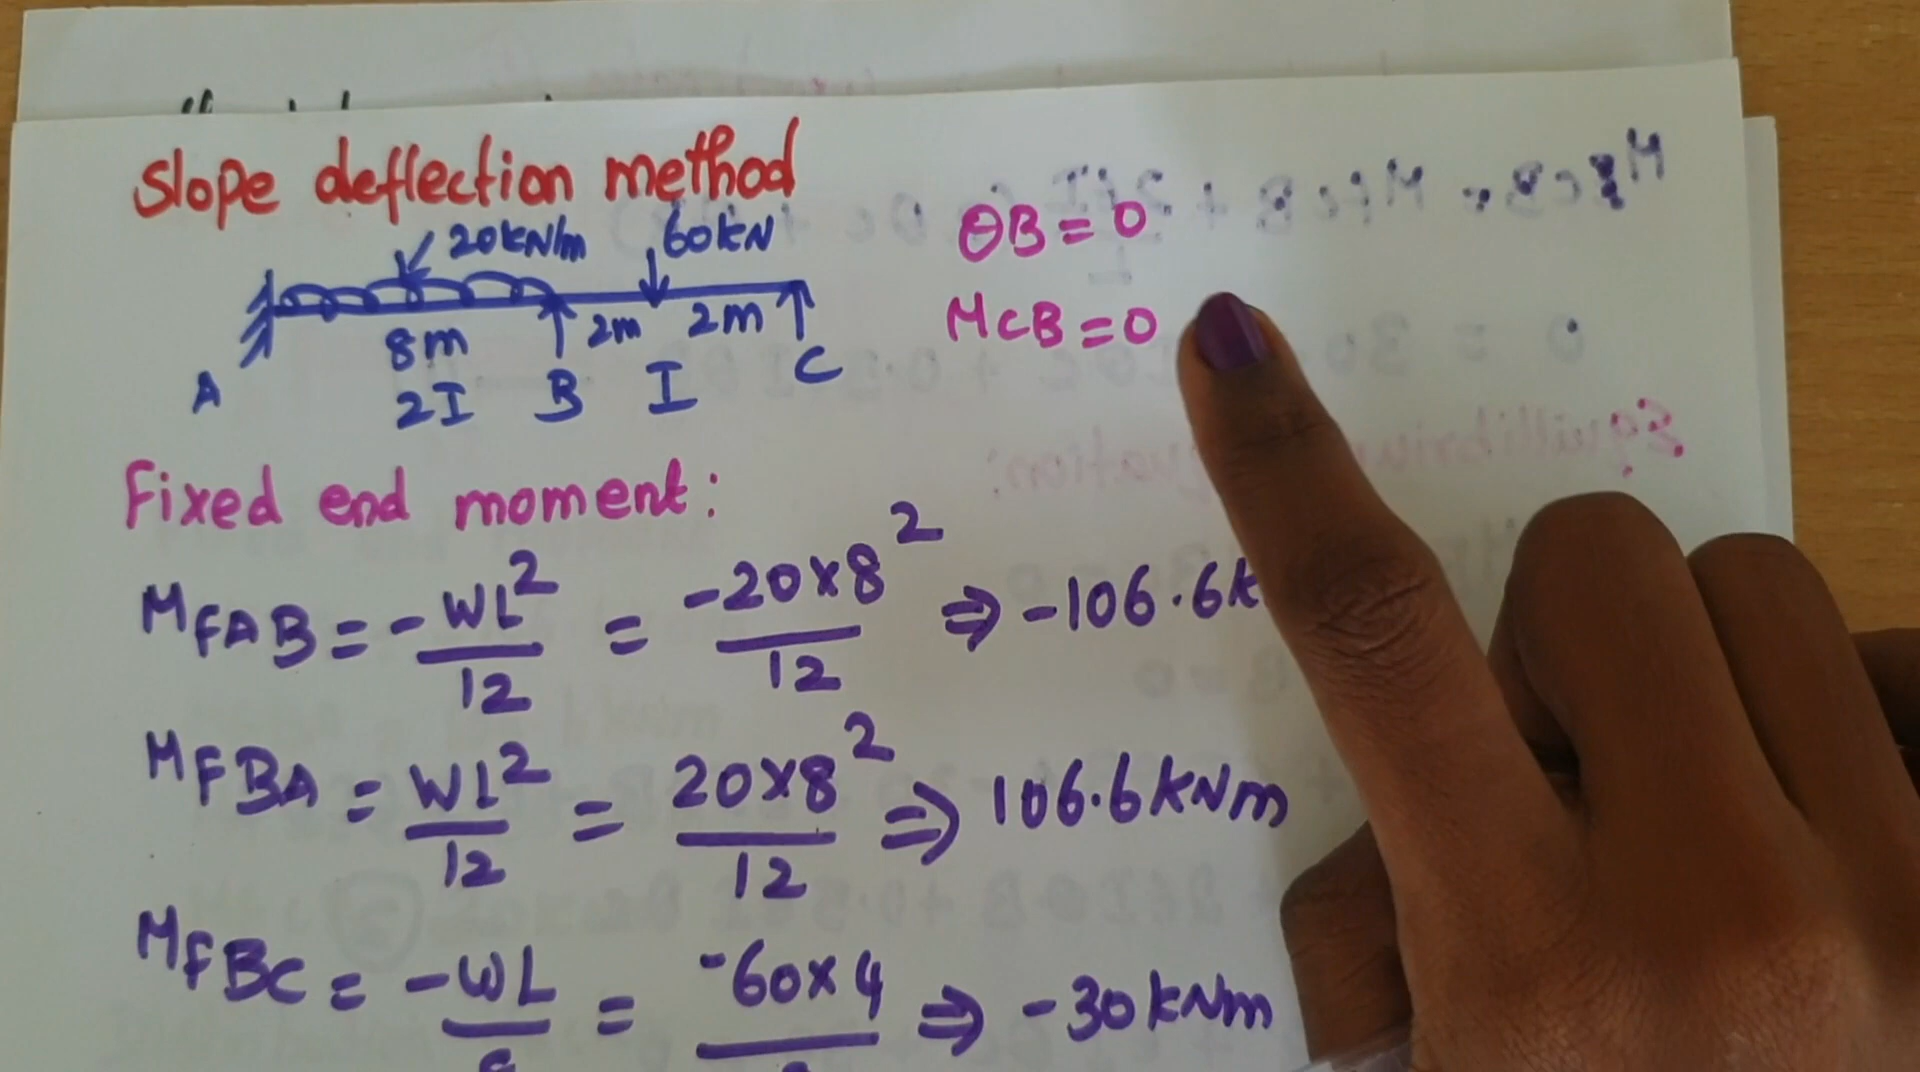 Slope deflection method
20kN/m 60kN
θB = 0
8m 2m 2m
McB = 0
A 2I B I C
Fixed end moment:
MFAB = -WL²/12 = -20×8²/12 ⇒ -106.6k
MFBA = WL²/12 = 20×8²/12 ⇒ 106.6kNm
MFBC = -WL = -60×4 ⇒ -30kNm